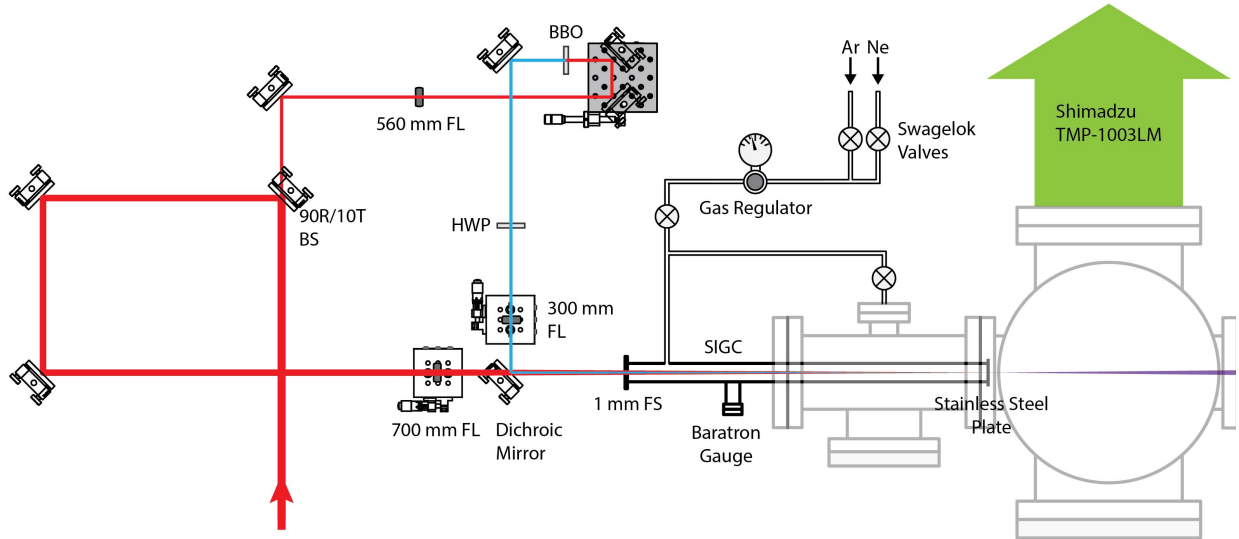 BBO
560 mm FL
90R/10T
BS
HWP
300 mm
FL
700 mm FL
Dichroic
Mirror
1 mm FS
SIGC
Baratron
Gauge
Stainless Steel
Plate
Gas Regulator
Ar Ne
Swagelok
Valves
Shimadzu
TMP-1003LM